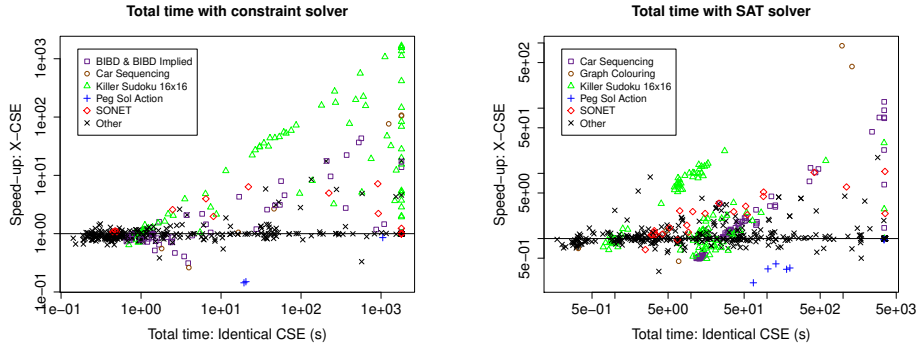 Total time with constraint solver
Speed-up: X-CSE
1e+03
1e+02
1e+01
1e+00
1e−01
BIBD & BIBD Implied
Car Sequencing
Killer Sudoku 16x16
Peg Sol Action
SONET
Other
1e−01 1e+00 1e+01 1e+02 1e+03
Total time: Identical CSE (s)
Total time with SAT solver
Speed-up: X-CSE
5e+02
5e+01
5e+00
5e−01
Car Sequencing
Graph Colouring
Killer Sudoku 16x16
Peg Sol Action
SONET
Other
5e−01 5e+00 5e+01 5e+02 5e+03
Total time: Identical CSE (s)